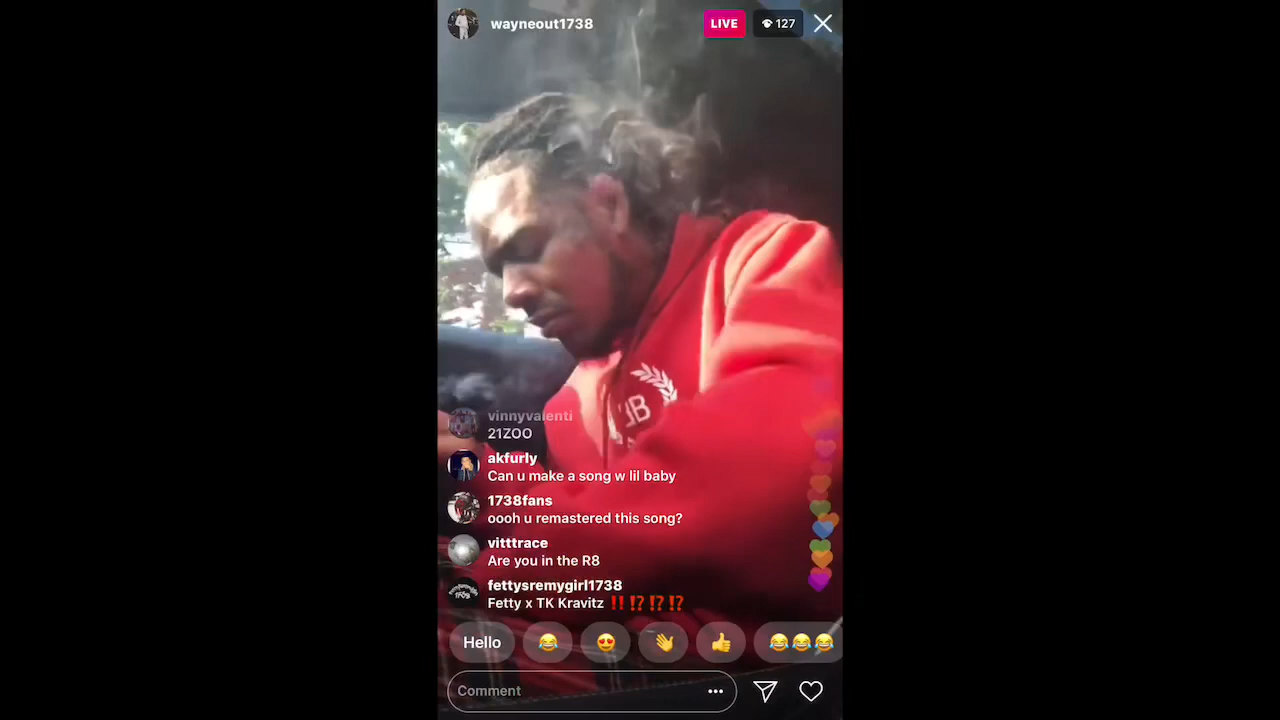 wayneout1738
LIVE
127
vinnyvalenti
21ZOO
akfurly
Can u make a song w lil baby
1738fans
oooh u remastered this song?
vitttrace
Are you in the R8
fettysremygirl1738
Fetty x TK Kravitz ‼️⁉️⁉️⁉️
Hello
Comment